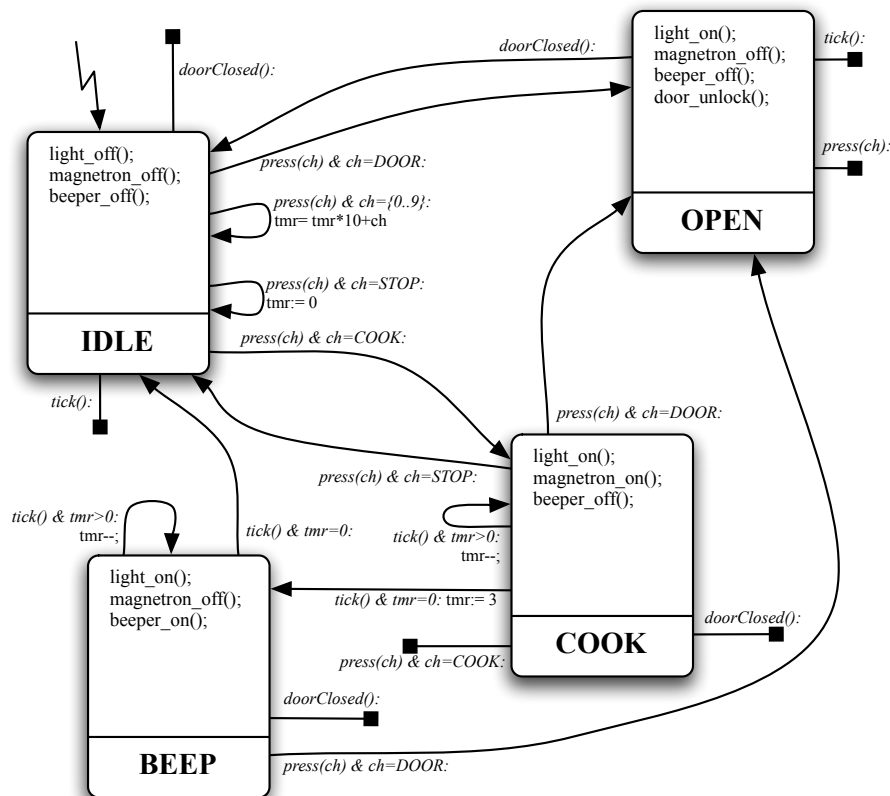 doorClosed():
light_off();
magnetron_off();
beeper_off();
IDLE
tick():
doorClosed():
press(ch) & ch=DOOR:
press(ch) & ch={0..9}:
tmr= tmr*10+ch
press(ch) & ch=STOP:
tmr:= 0
press(ch) & ch=COOK:
light_on();
magnetron_off();
beeper_off();
door_unlock();
OPEN
tick():
press(ch):
press(ch) & ch=DOOR:
press(ch) & ch=STOP:
tick() & tmr>0:
tmr--;
light_on();
magnetron_on();
beeper_off();
COOK
doorClosed():
tick() & tmr=0: tmr:= 3
press(ch) & ch=COOK:
tick() & tmr>0:
tmr--;
tick() & tmr=0:
light_on();
magnetron_off();
beeper_on();
BEEP
doorClosed():
press(ch) & ch=DOOR: